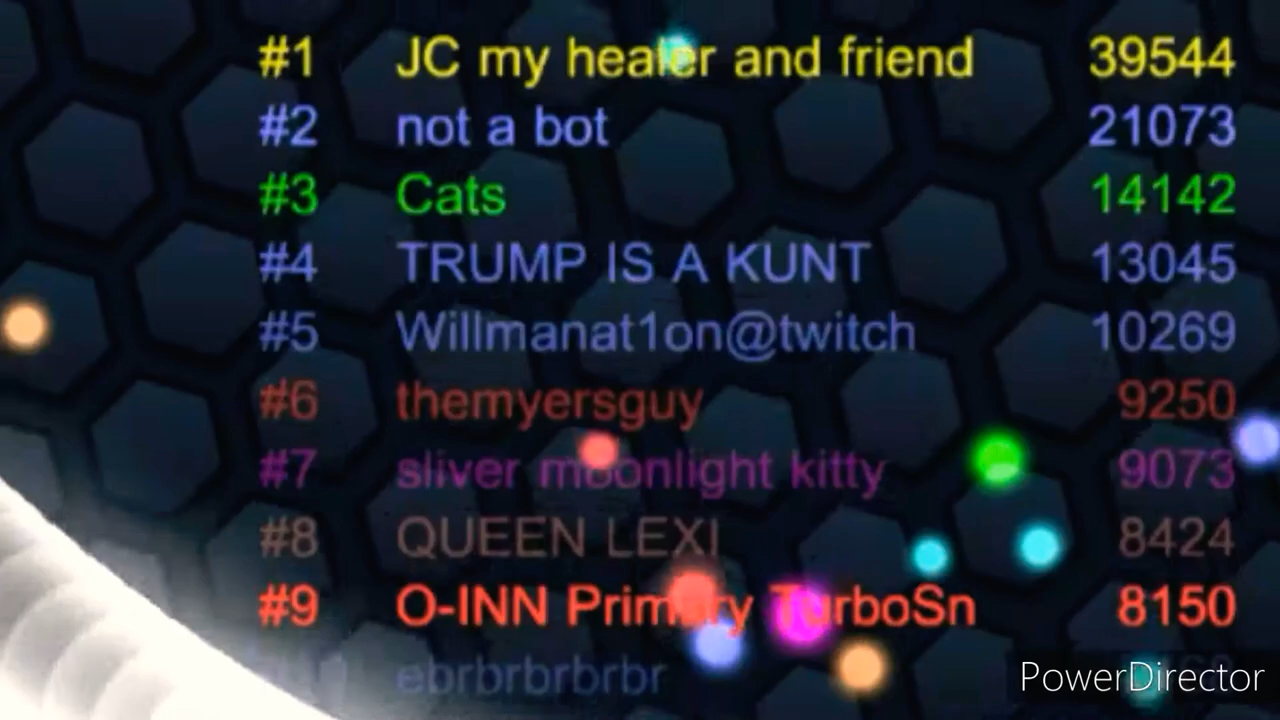 #1 JC my healer and friend 39544
#2 not a bot 21073
#3 Cats 14142
#4 TRUMP IS A KUNT 13045
#5 Willmanat1on@twitch 10269
#6 themyersguy 9250
#7 sliver moonlight kitty 9073
#8 QUEEN LEXI 8424
#9 O-INN Primary TurboSn 8150
ebrbrbrbrbr
PowerDirector